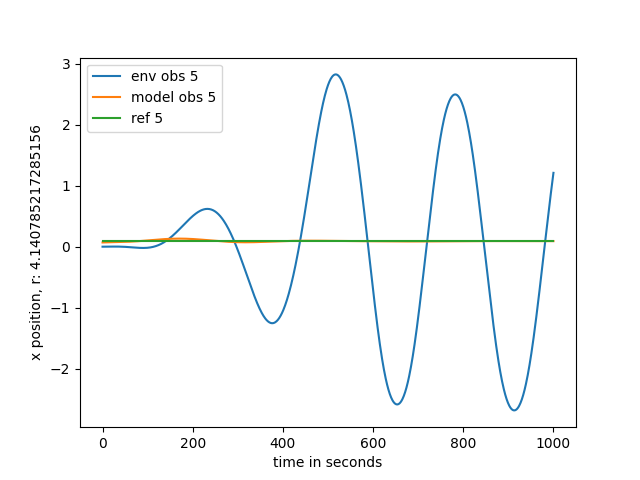 env obs 5
model obs 5
ref 5
x position, r: 4.140785217285156
3
2
1
0
−1
−2
0
200
400
600
800
1000
time in seconds